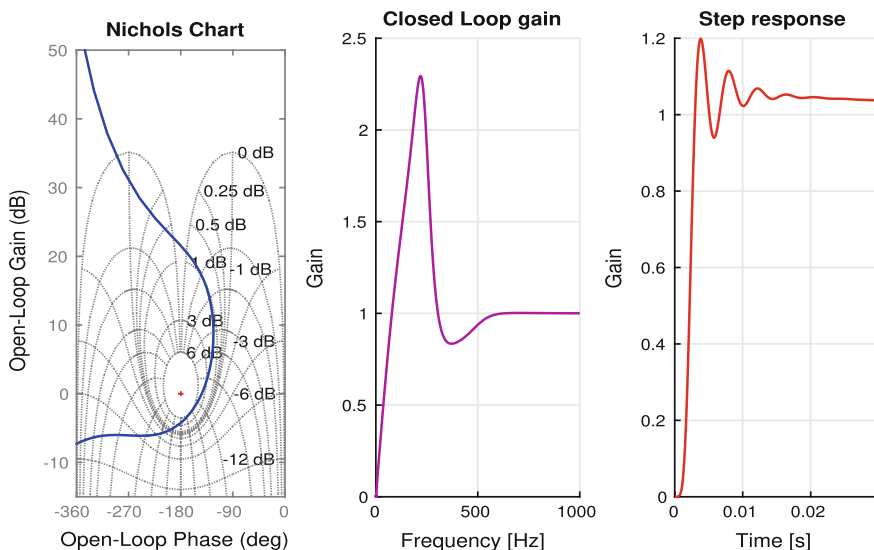 Nichols Chart
Open-Loop Gain (dB)
50
40
30
20
10
0
-10
0 dB
0.25 dB
0.5 dB
1 dB
-1 dB
3 dB
-3 dB
6 dB
-6 dB
-12 dB
-360
-270
-180
-90
0
Open-Loop Phase (deg)
Closed Loop gain
Gain
2.5
2
1.5
1
0.5
0
0
500
1000
Frequency [Hz]
Step response
Gain
1.2
1
0.8
0.6
0.4
0.2
0
0
0.01
0.02
Time [s]